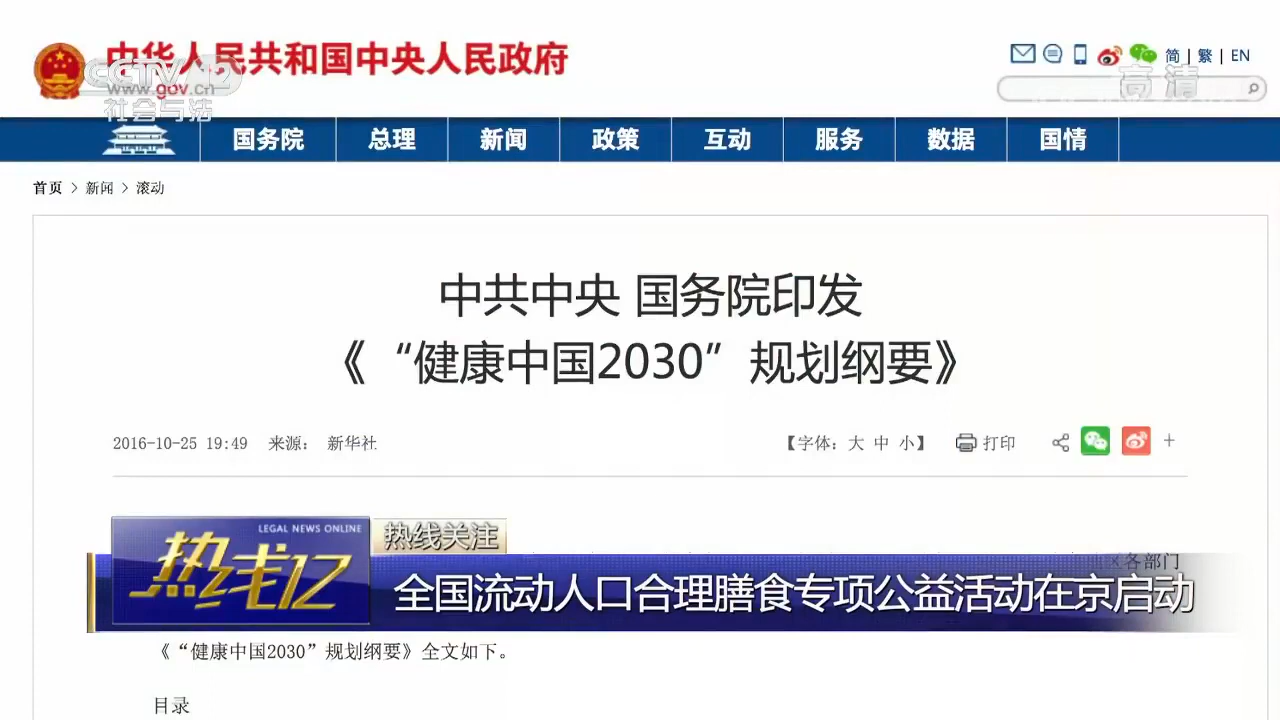 中华人民共和国中央人民政府
www.gov.cn
CCTV HD
社会与法
简 | 繁 | EN
高清
国务院 总理 新闻 政策 互动 服务 数据 国情
首页 > 新闻 > 滚动
中共中央 国务院印发
《“健康中国2030”规划纲要》
2016-10-25 19:49 来源： 新华社
【字体：大 中 小】 打印 +
LEGAL NEWS ONLINE
热线12
热线关注
地区各部门
全国流动人口合理膳食专项公益活动在京启动
《“健康中国2030”规划纲要》全文如下。
目录